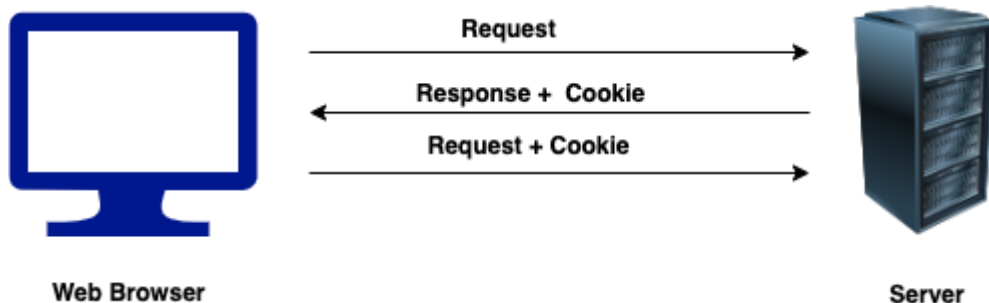 Request
Response + Cookie
Request + Cookie
Web Browser
Server